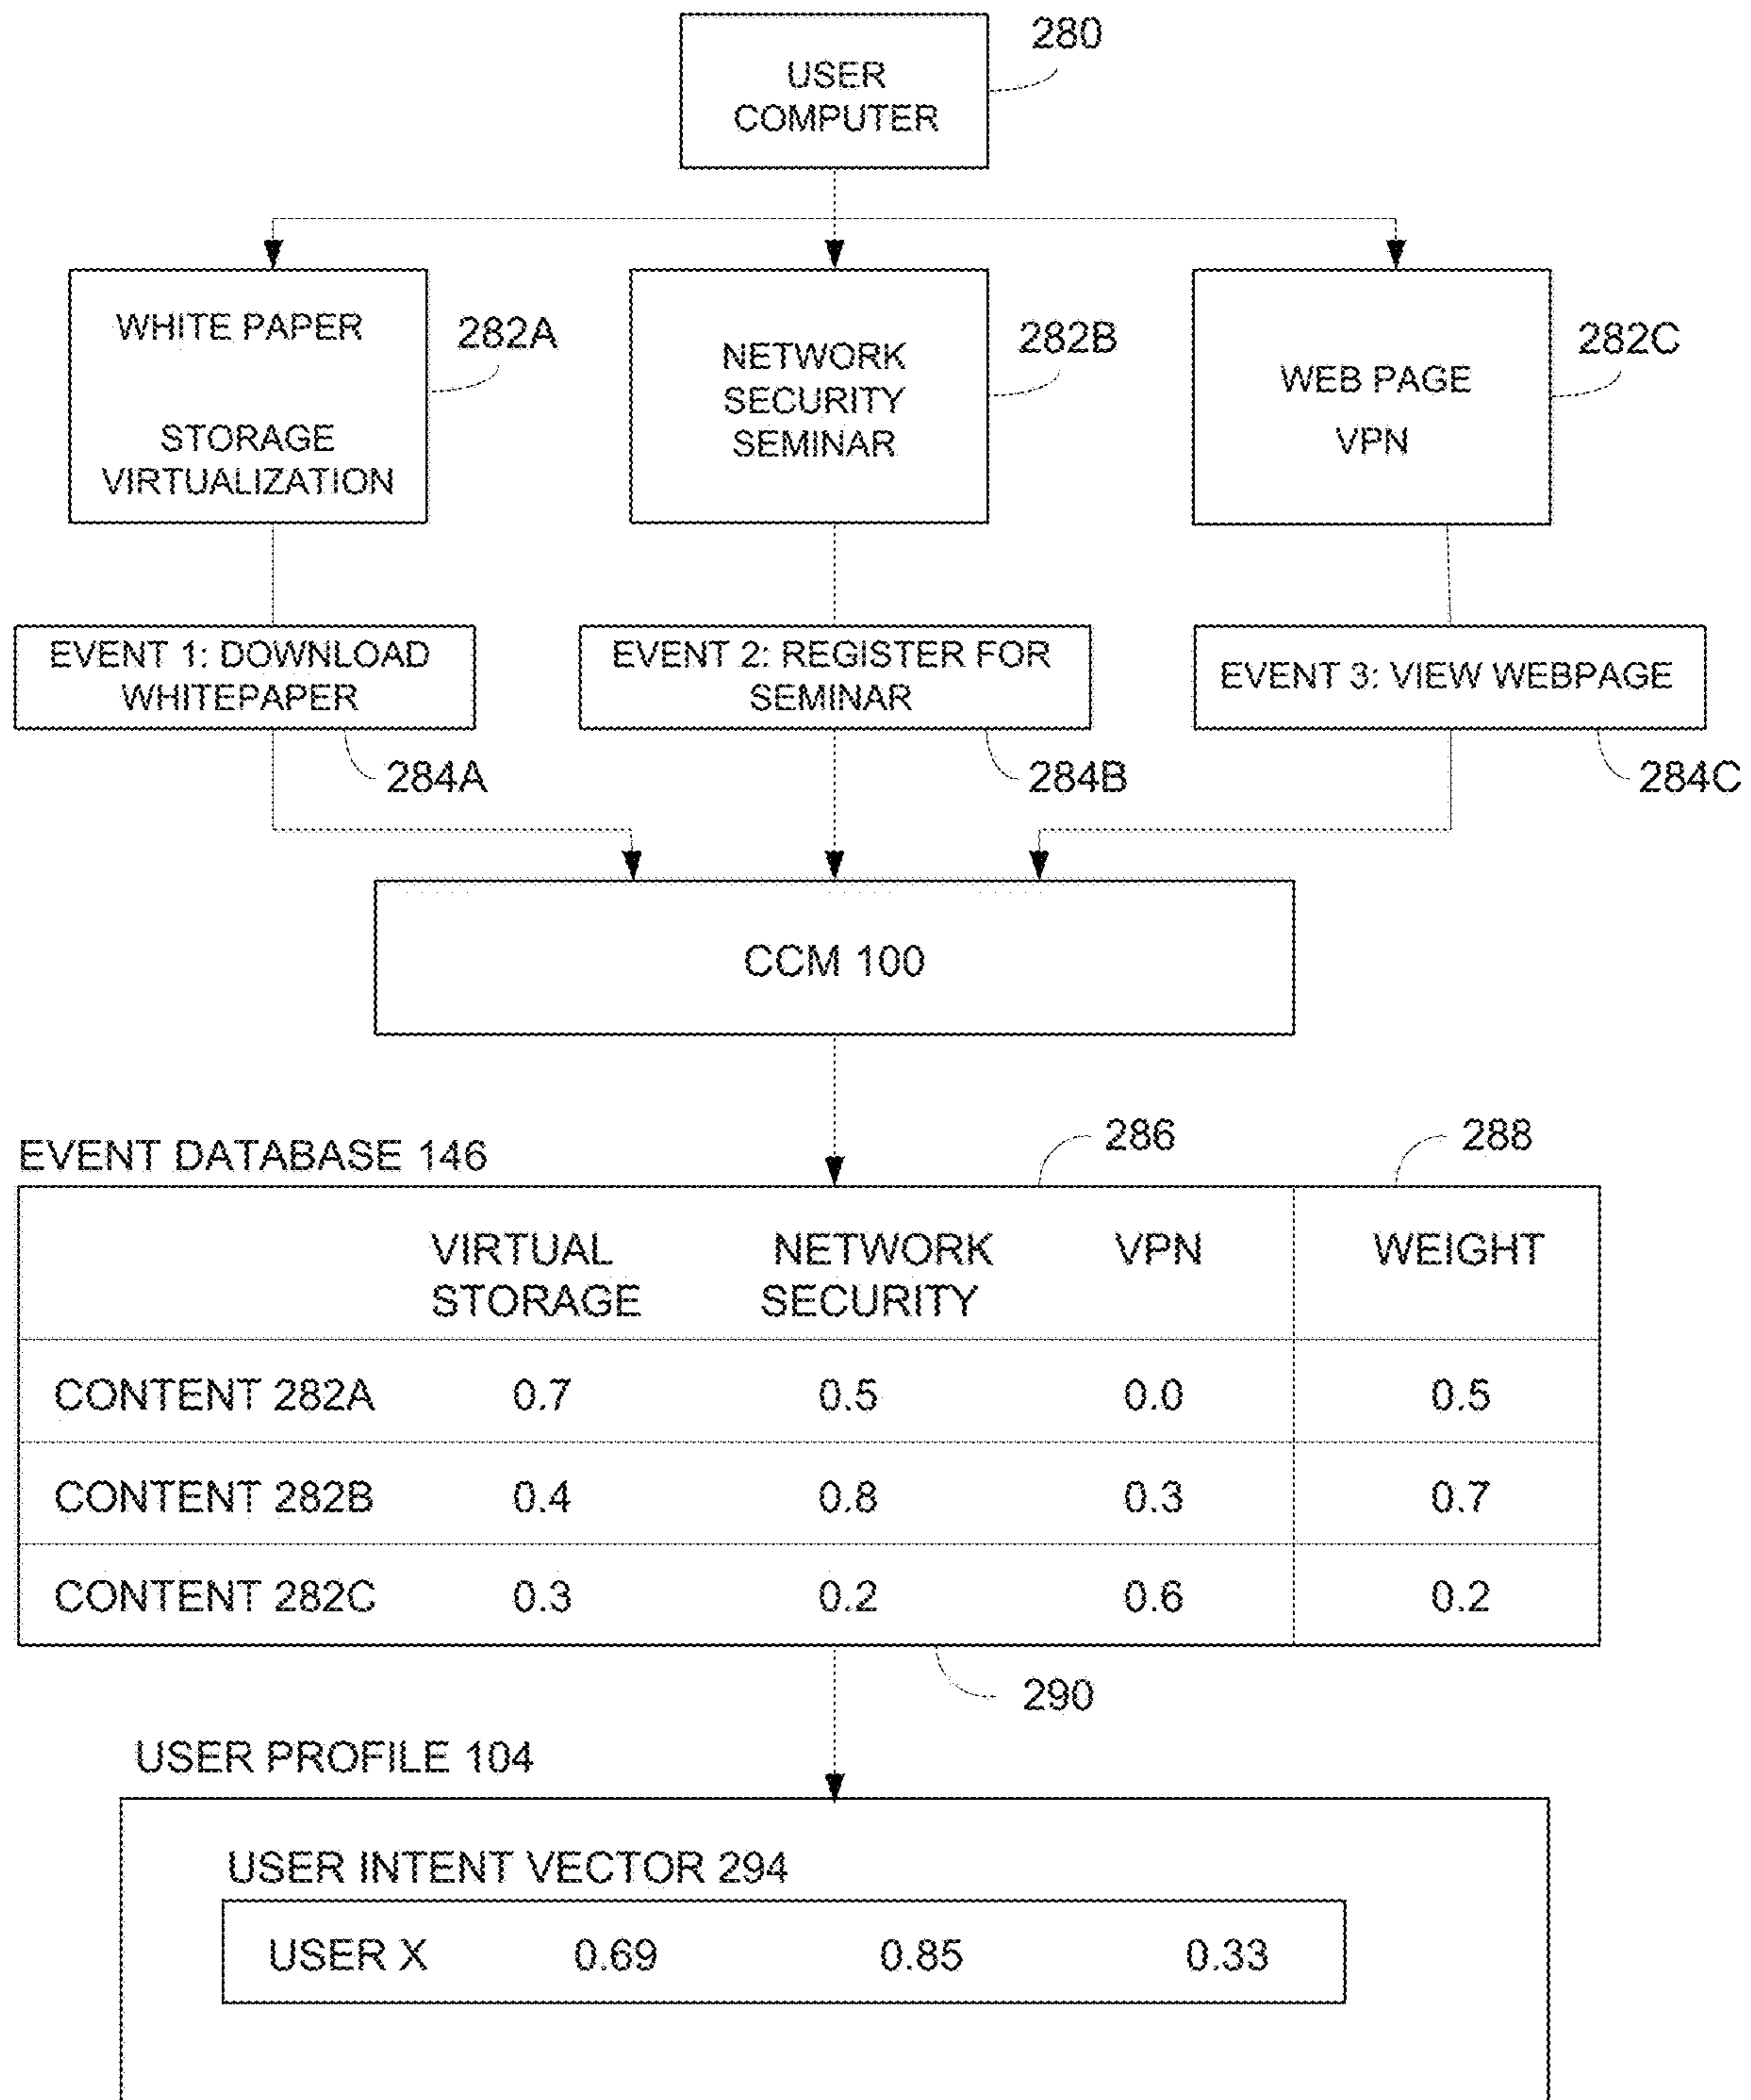 280
USER
COMPUTER
WHITE PAPER
STORAGE
VIRTUALIZATION
282A
NETWORK
SECURITY
SEMINAR
282B
WEB PAGE
VPN
282C
EVENT 1: DOWNLOAD
WHITEPAPER
284A
EVENT 2: REGISTER FOR
SEMINAR
284B
EVENT 3: VIEW WEBPAGE
284C
CCM 100
EVENT DATABASE 146
286
288
VIRTUAL NETWORK VPN WEIGHT
STORAGE SECURITY
CONTENT 282A 0.7 0.5 0.0 0.5
CONTENT 282B 0.4 0.8 0.3 0.7
CONTENT 282C 0.3 0.2 0.6 0.2
290
USER PROFILE 104
USER INTENT VECTOR 294
USER X 0.69 0.85 0.33